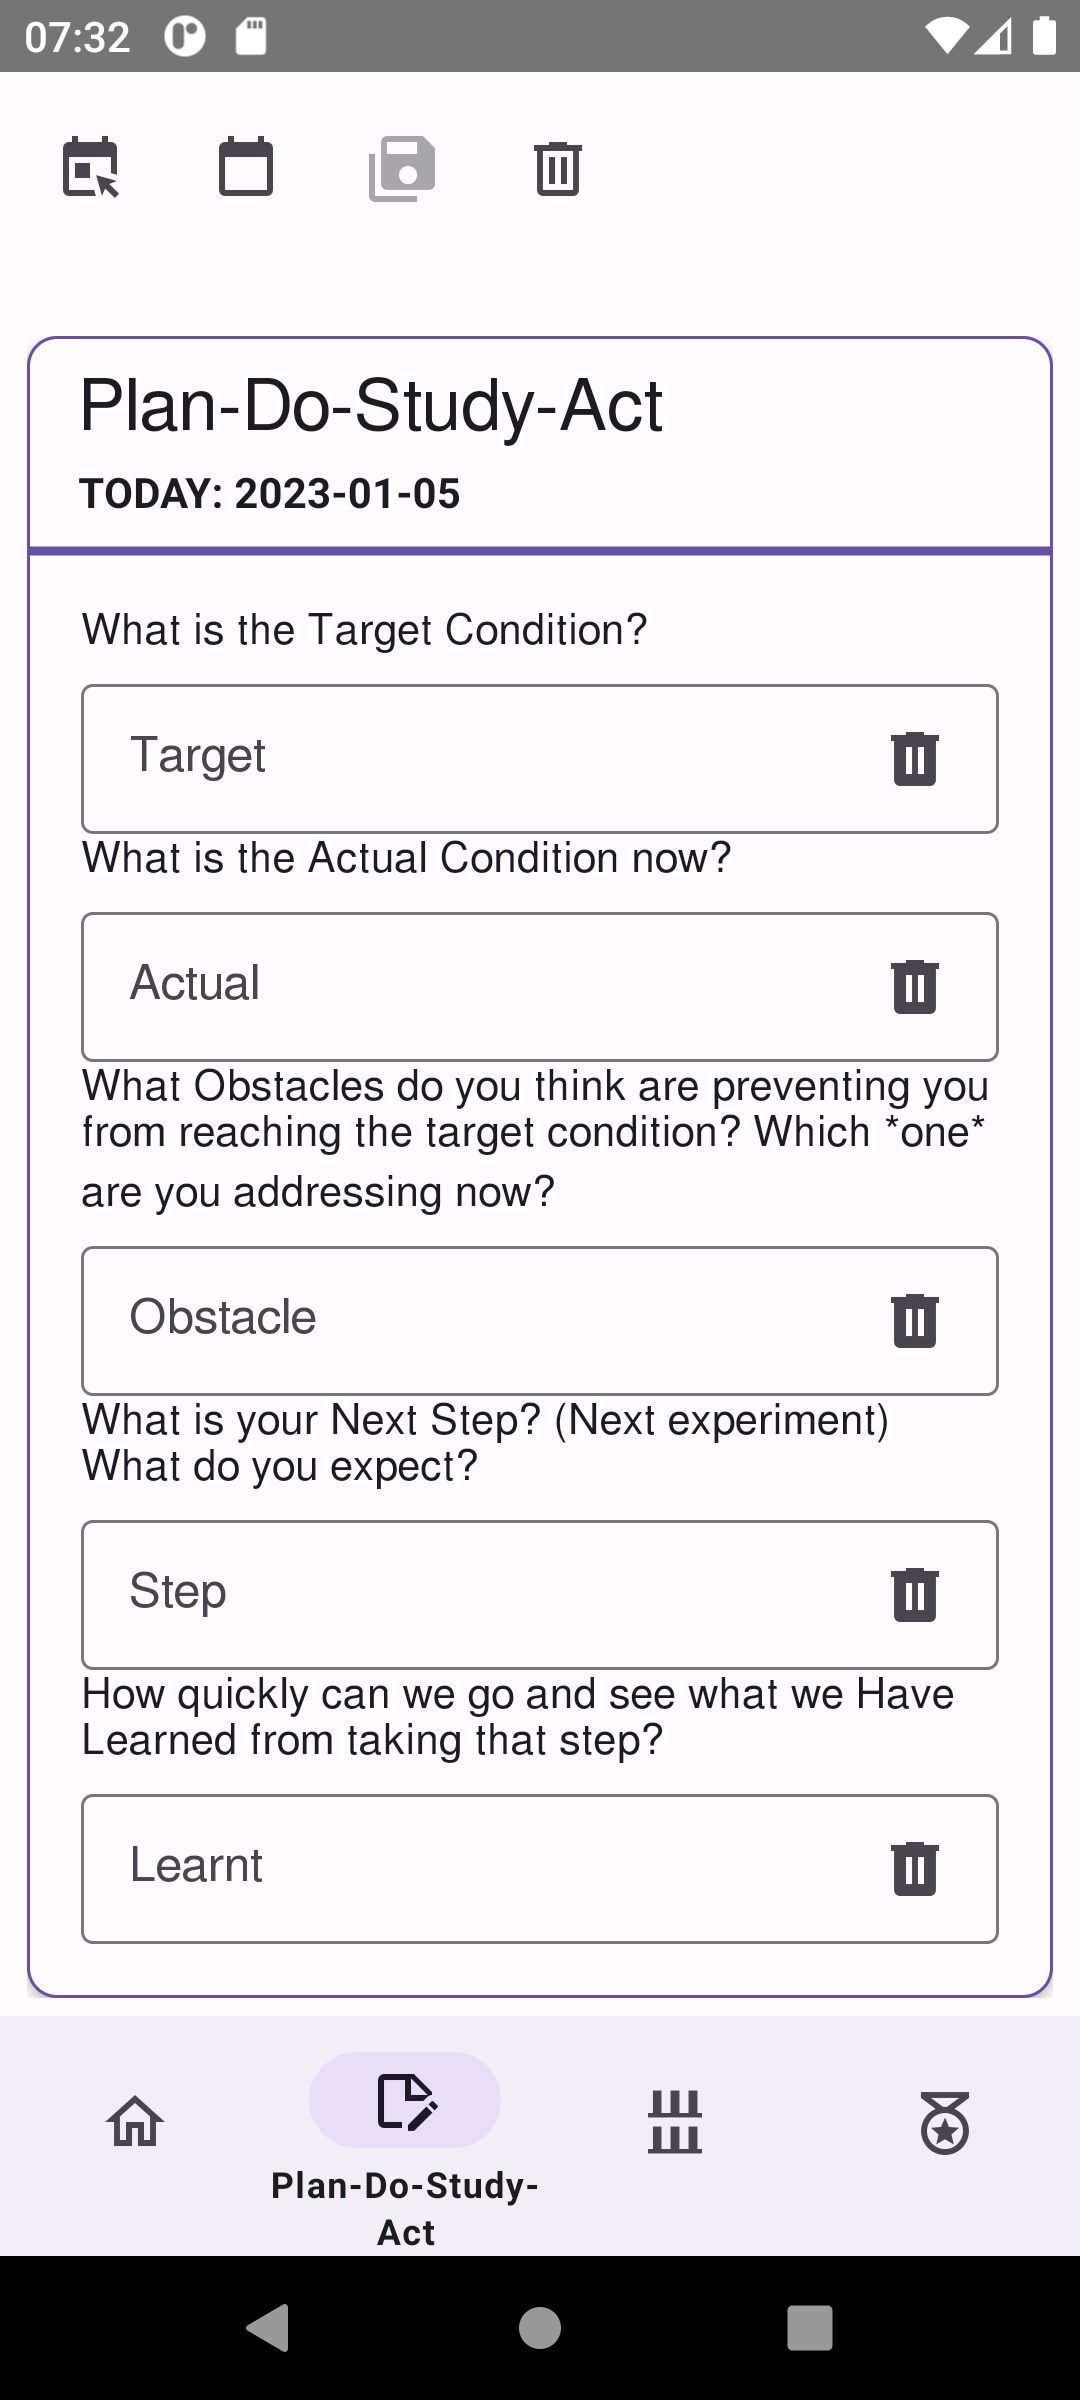 07:32
Plan-Do-Study-Act
TODAY: 2023-01-05
What is the Target Condition?
Target
What is the Actual Condition now?
Actual
What Obstacles do you think are preventing you
from reaching the target condition? Which *one*
are you addressing now?
Obstacle
What is your Next Step? (Next experiment)
What do you expect?
Step
How quickly can we go and see what we Have
Learned from taking that step?
Learnt
Plan-Do-Study-
Act